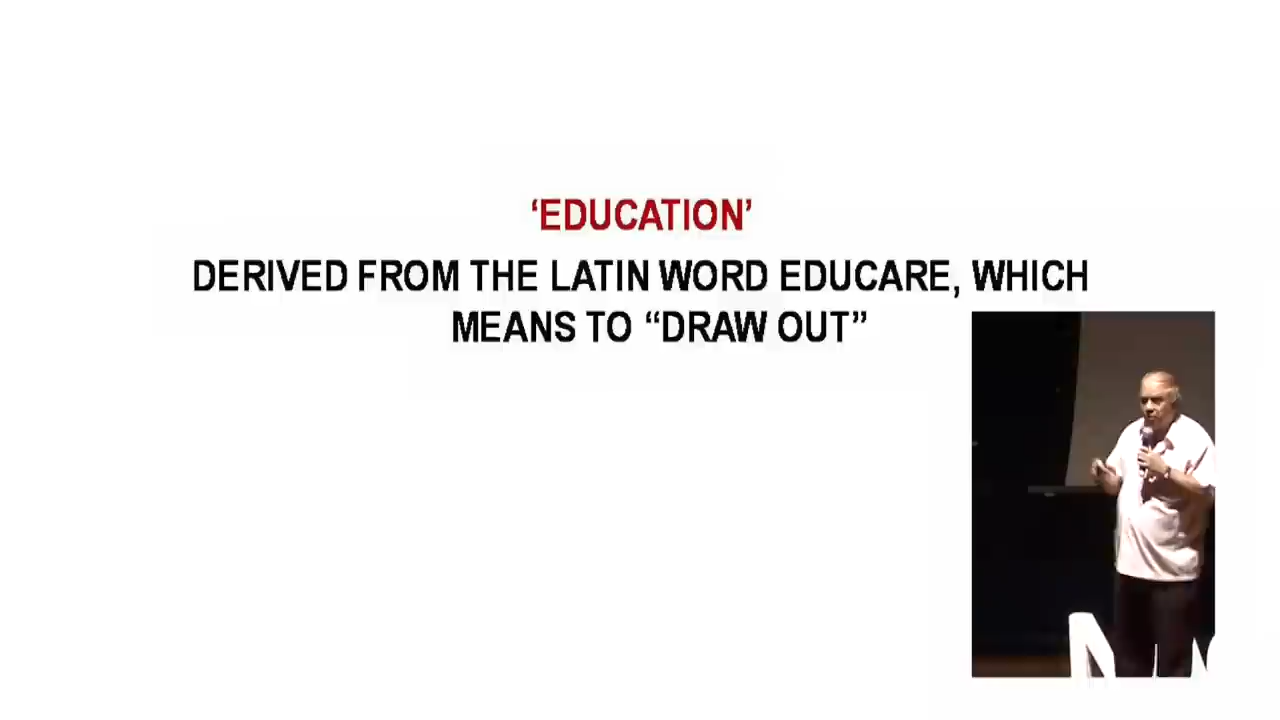 ‘EDUCATION’
DERIVED FROM THE LATIN WORD EDUCARE, WHICH
MEANS TO “DRAW OUT”